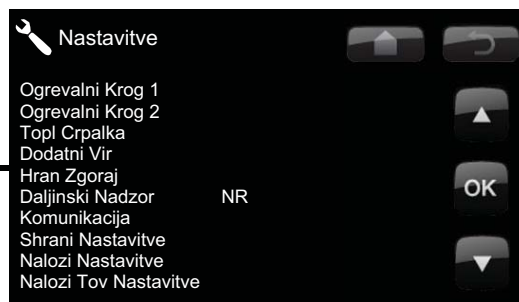 Nastavitve
Ogrevalni Krog 1
Ogrevalni Krog 2
Topl Crpalka
Dodatni Vir
Hran Zgoraj
Daljinski Nadzor NR
Komunikacija
Shrani Nastavitve
Nalozi Nastavitve
Nalozi Tov Nastavitve
OK